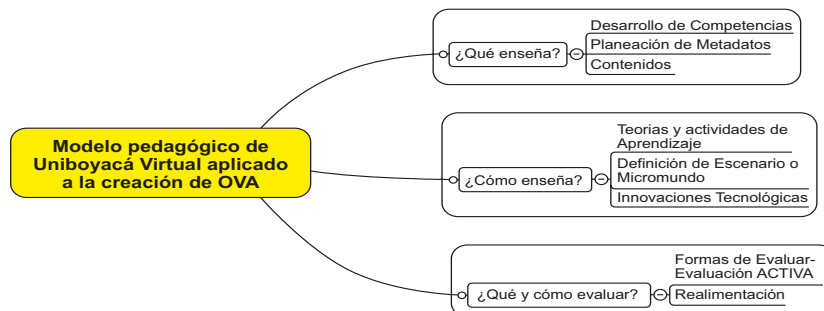 Modelo pedagógico de
Uniboyacá Virtual aplicado
a la creación de OVA
¿Qué enseña?
Desarrollo de Competencias
Planeación de Metadatos
Contenidos
¿Cómo enseña?
Teorias y actividades de
Aprendizaje
Definición de Escenario o
Micromundo
Innovaciones Tecnológicas
¿Qué y cómo evaluar?
Formas de Evaluar-
Evaluación ACTIVA
Realimentación